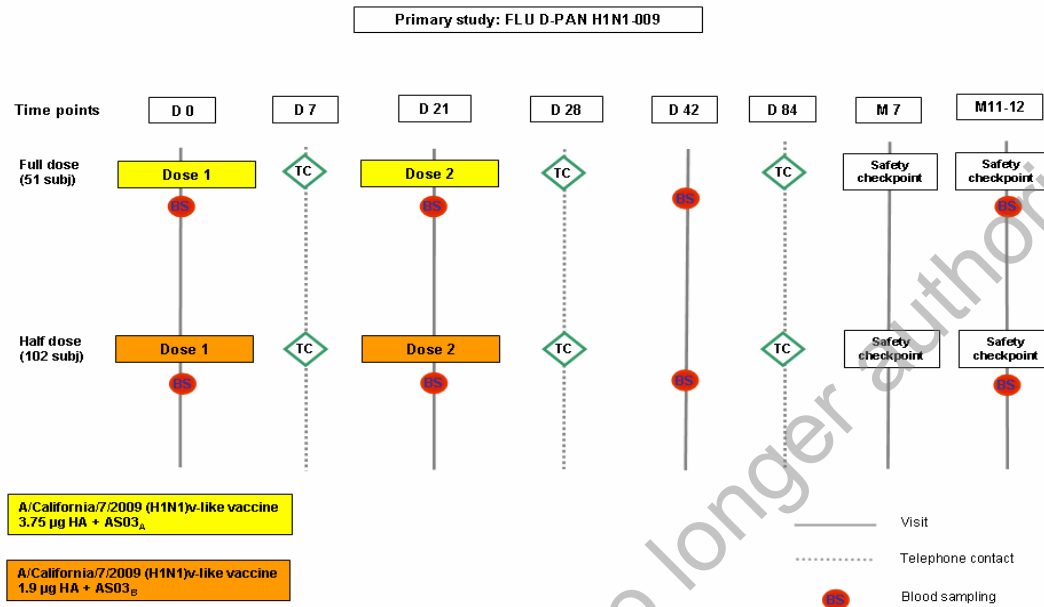 Primary study: FLU D-PAN H1N1-009
Time points
D 0
D 7
D 21
D 28
D 42
D 84
M 7
M11-12
Full dose
(51 subj)
Dose 1
TC
Dose 2
TC
TC
Safety
checkpoint
Safety
checkpoint
BS
BS
BS
BS
Half dose
(102 subj)
Dose 1
TC
Dose 2
TC
TC
Safety
checkpoint
Safety
checkpoint
BS
BS
BS
BS
A/California/7/2009 (H1N1)v-like vaccine
3.75 µg HA + AS03A
A/California/7/2009 (H1N1)v-like vaccine
1.9 µg HA + AS03B
Visit
Telephone contact
BS
Blood sampling
longer